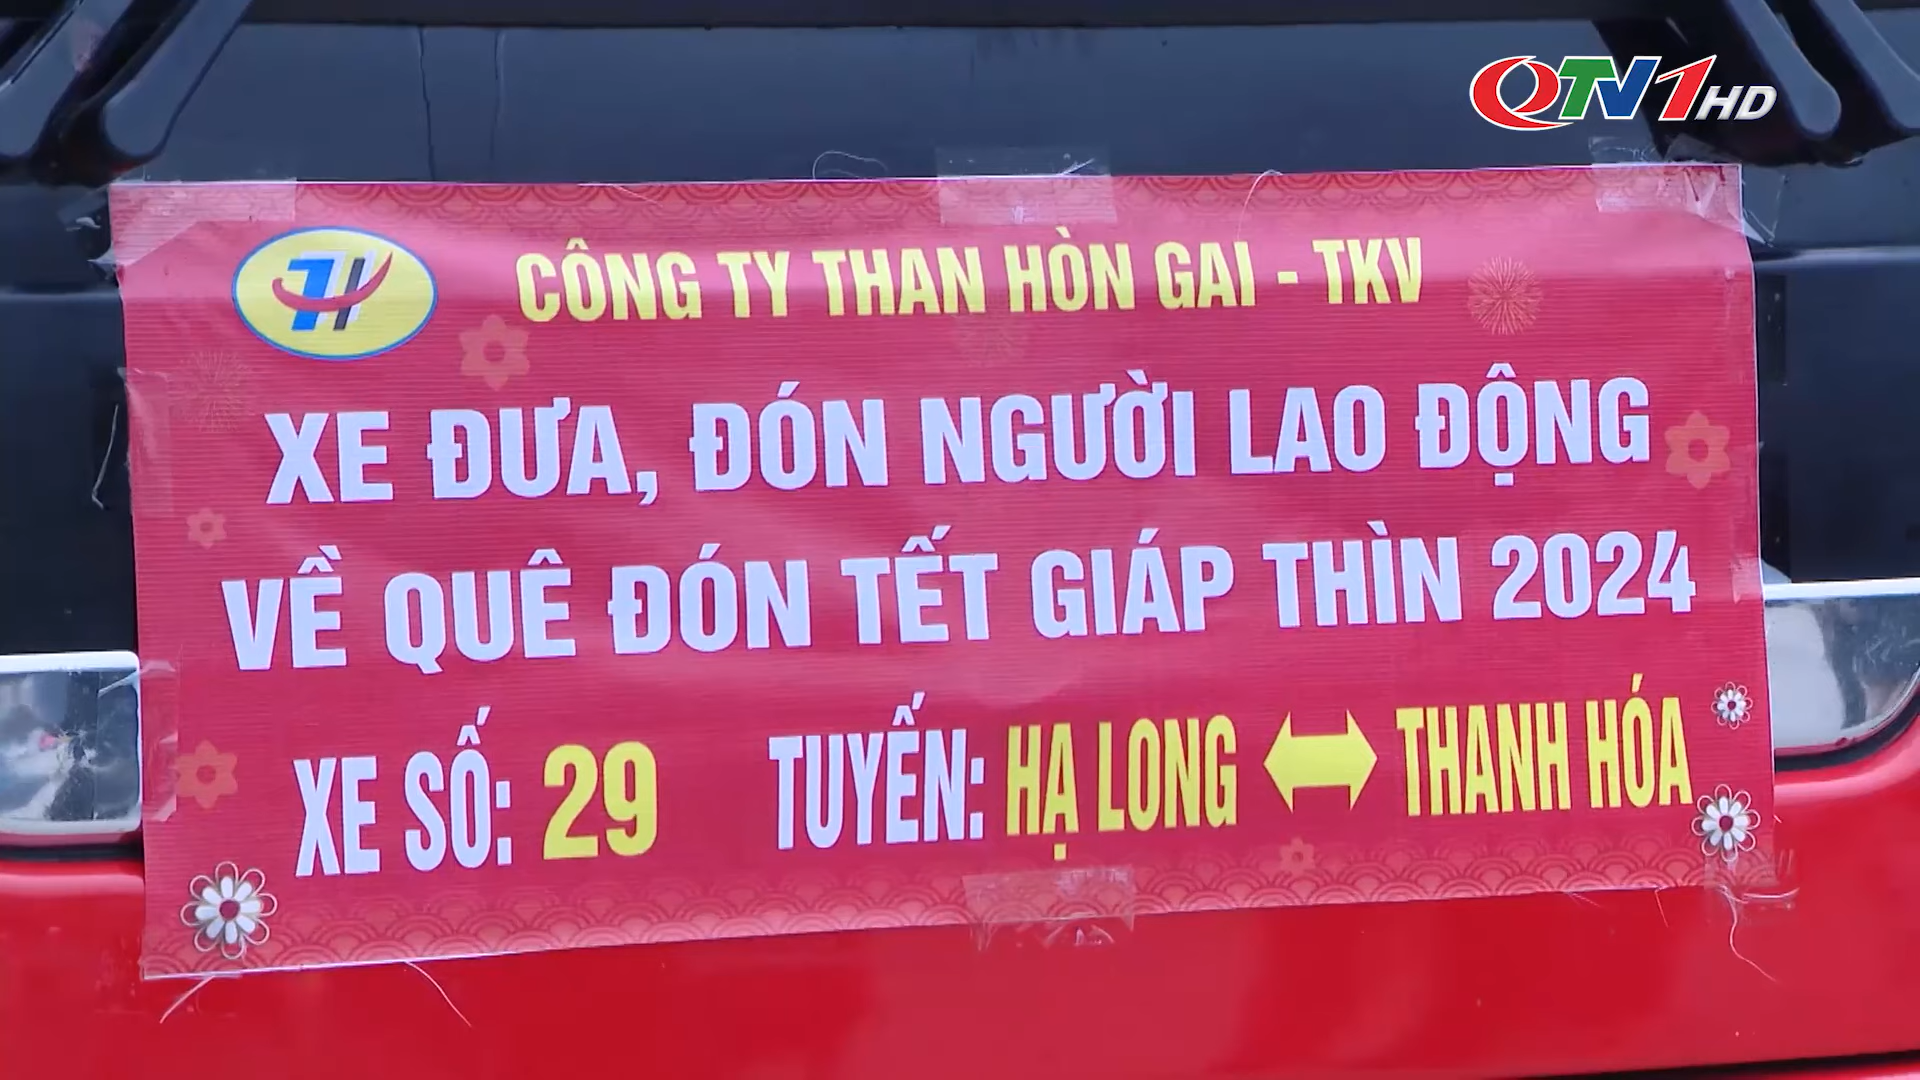 QTV1HD
CÔNG TY THAN HÒN GAI - TKV
XE ĐƯA, ĐÓN NGƯỜI LAO ĐỘNG
VỀ QUÊ ĐÓN TẾT GIÁP THÌN 2024
XE SỐ: 29 TUYẾN: HẠ LONG ↔ THANH HÓA